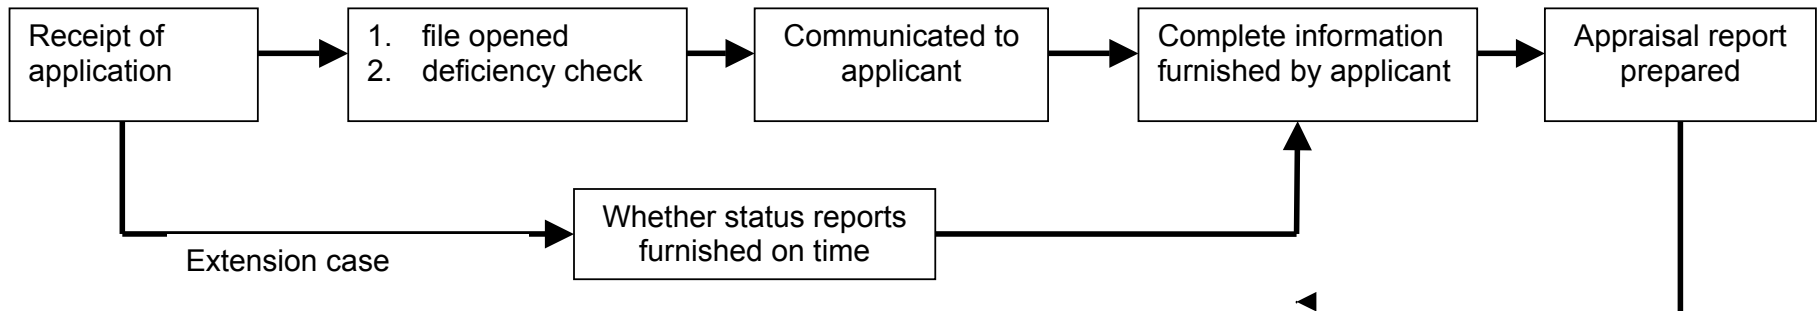 Receipt of
application
1. file opened
2. deficiency check
Communicated to
applicant
Complete information
furnished by applicant
Appraisal report
prepared
Whether status reports
furnished on time
Extension case